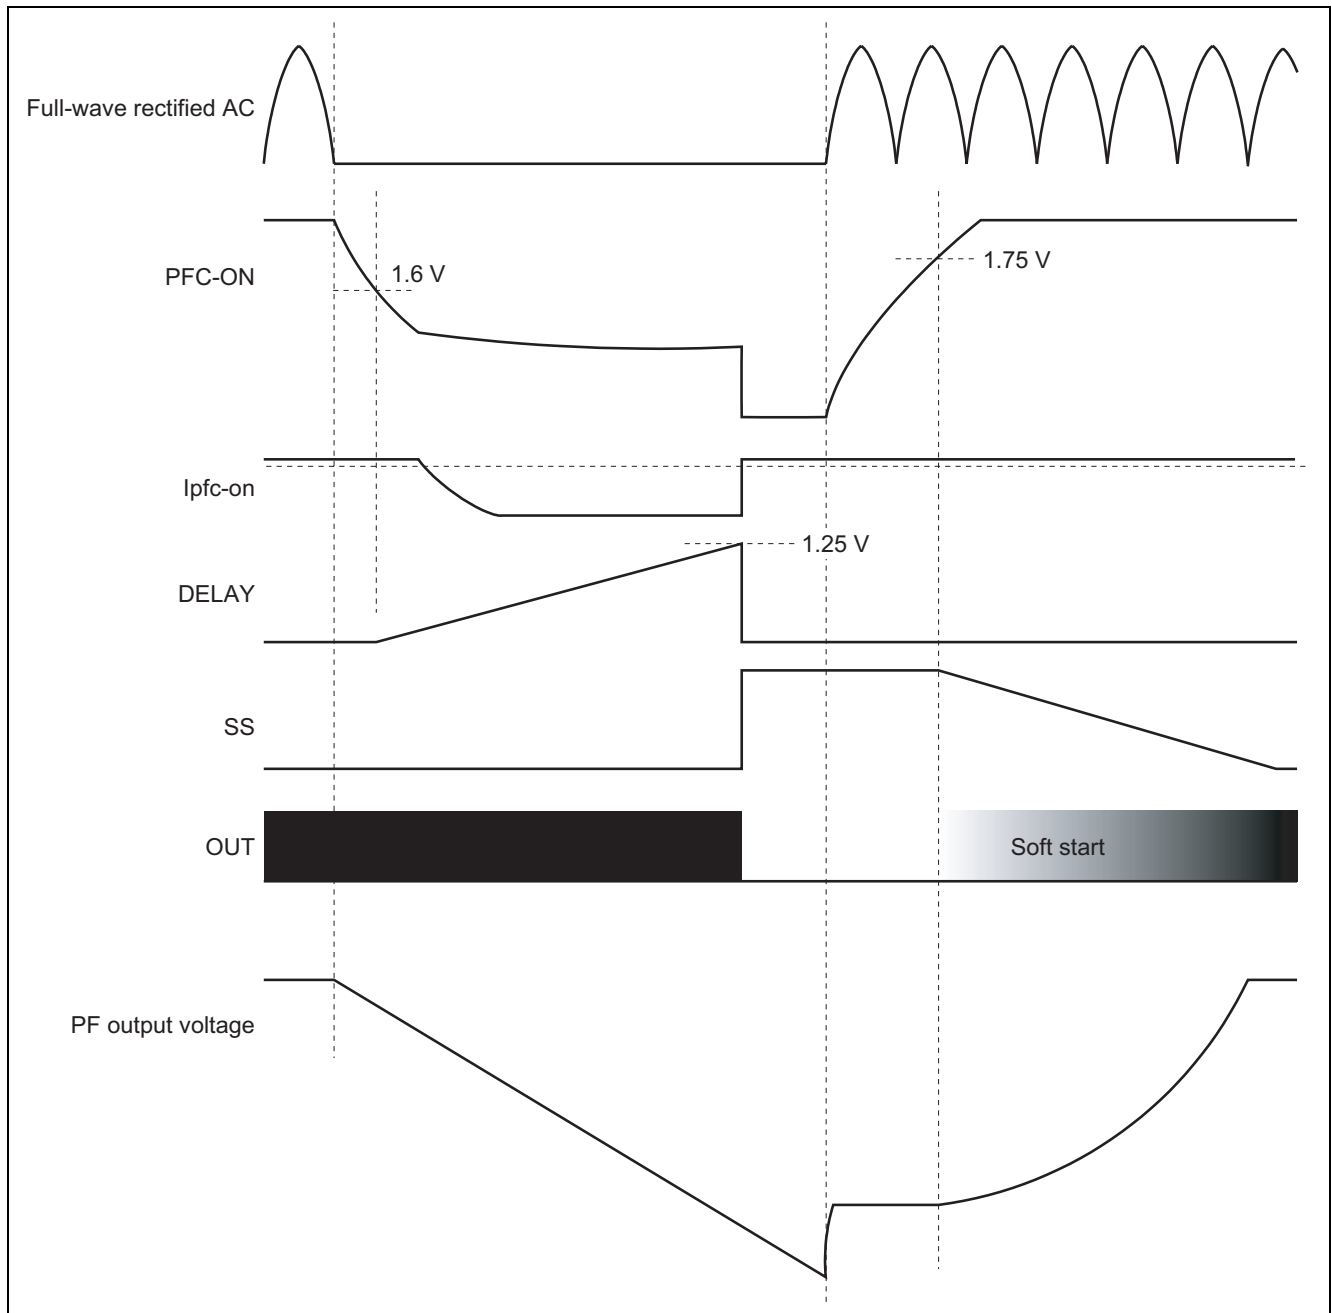 Full-wave rectified AC
PFC-ON
1.6 V
1.75 V
Ipfc-on
1.25 V
DELAY
SS
OUT
Soft start
PF output voltage